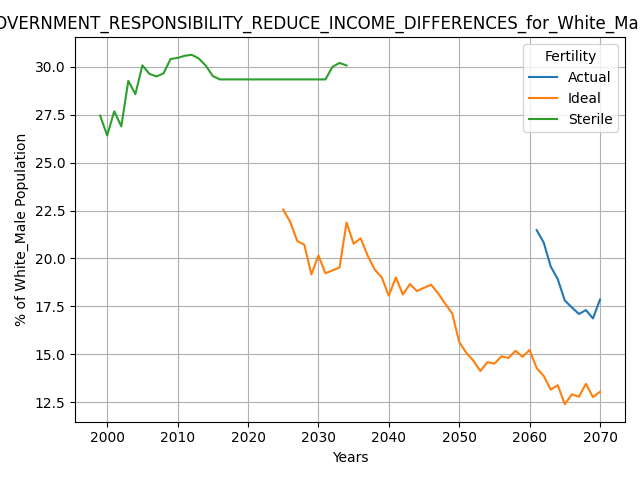 OVERNMENT_RESPONSIBILITY_REDUCE_INCOME_DIFFERENCES_for_White_Ma
Fertility
Actual
Ideal
Sterile
% of White_Male Population
30.0
27.5
25.0
22.5
20.0
17.5
15.0
12.5
2000 2010 2020 2030 2040 2050 2060 2070
Years